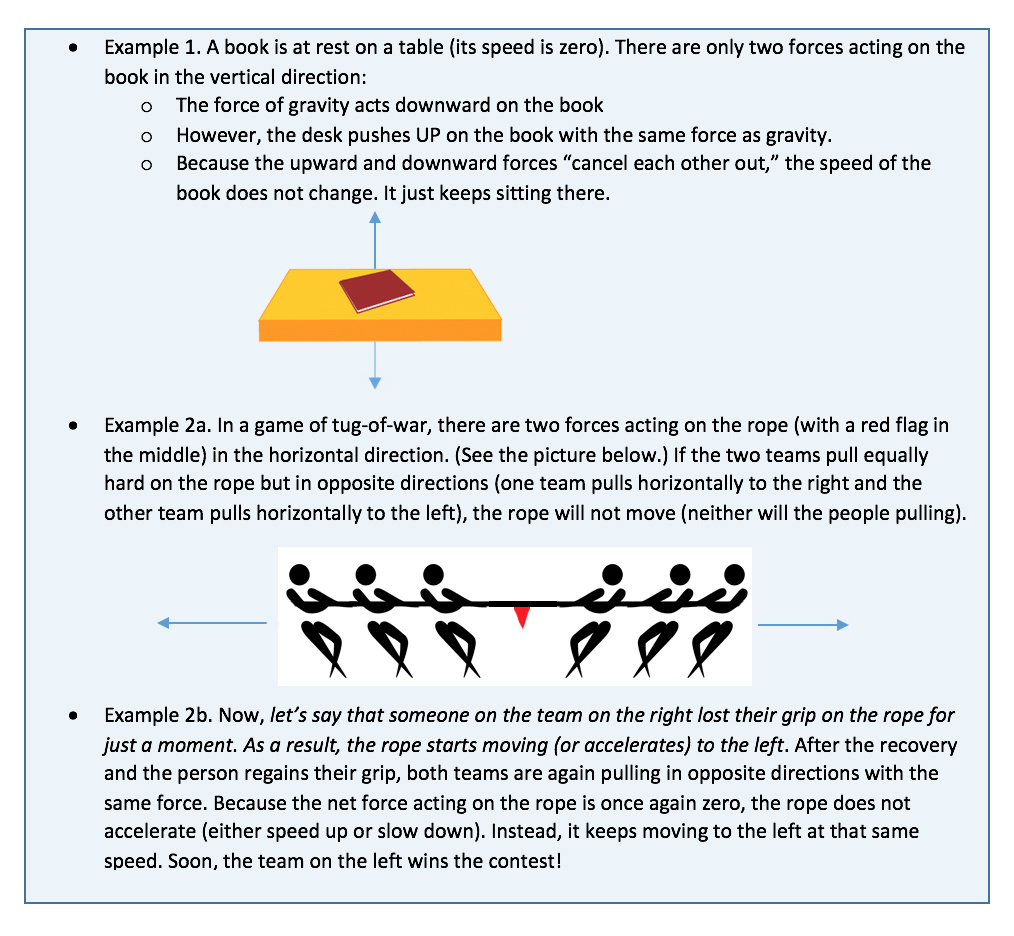 • Example 1. A book is at rest on a table (its speed is zero). There are only two forces acting on the
book in the vertical direction:
o The force of gravity acts downward on the book
o However, the desk pushes UP on the book with the same force as gravity.
o Because the upward and downward forces “cancel each other out,” the speed of the
book does not change. It just keeps sitting there.
• Example 2a. In a game of tug-of-war, there are two forces acting on the rope (with a red flag in
the middle) in the horizontal direction. (See the picture below.) If the two teams pull equally
hard on the rope but in opposite directions (one team pulls horizontally to the right and the
other team pulls horizontally to the left), the rope will not move (neither will the people pulling).
• Example 2b. Now, let’s say that someone on the team on the right lost their grip on the rope for
just a moment. As a result, the rope starts moving (or accelerates) to the left. After the recovery
and the person regains their grip, both teams are again pulling in opposite directions with the
same force. Because the net force acting on the rope is once again zero, the rope does not
accelerate (either speed up or slow down). Instead, it keeps moving to the left at that same
speed. Soon, the team on the left wins the contest!